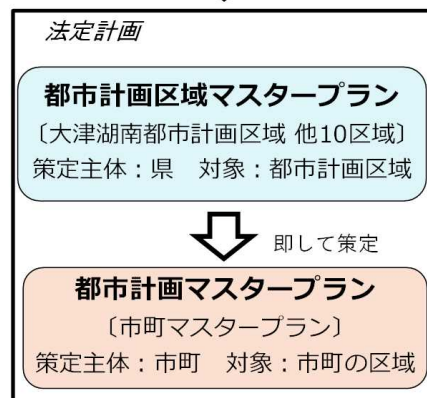 法定計画
都市計画区域マスタープラン
〔大津湖南都市計画区域 他10区域〕
策定主体：県　対象：都市計画区域
即して策定
都市計画マスタープラン
〔市町マスタープラン〕
策定主体：市町　対象：市町の区域